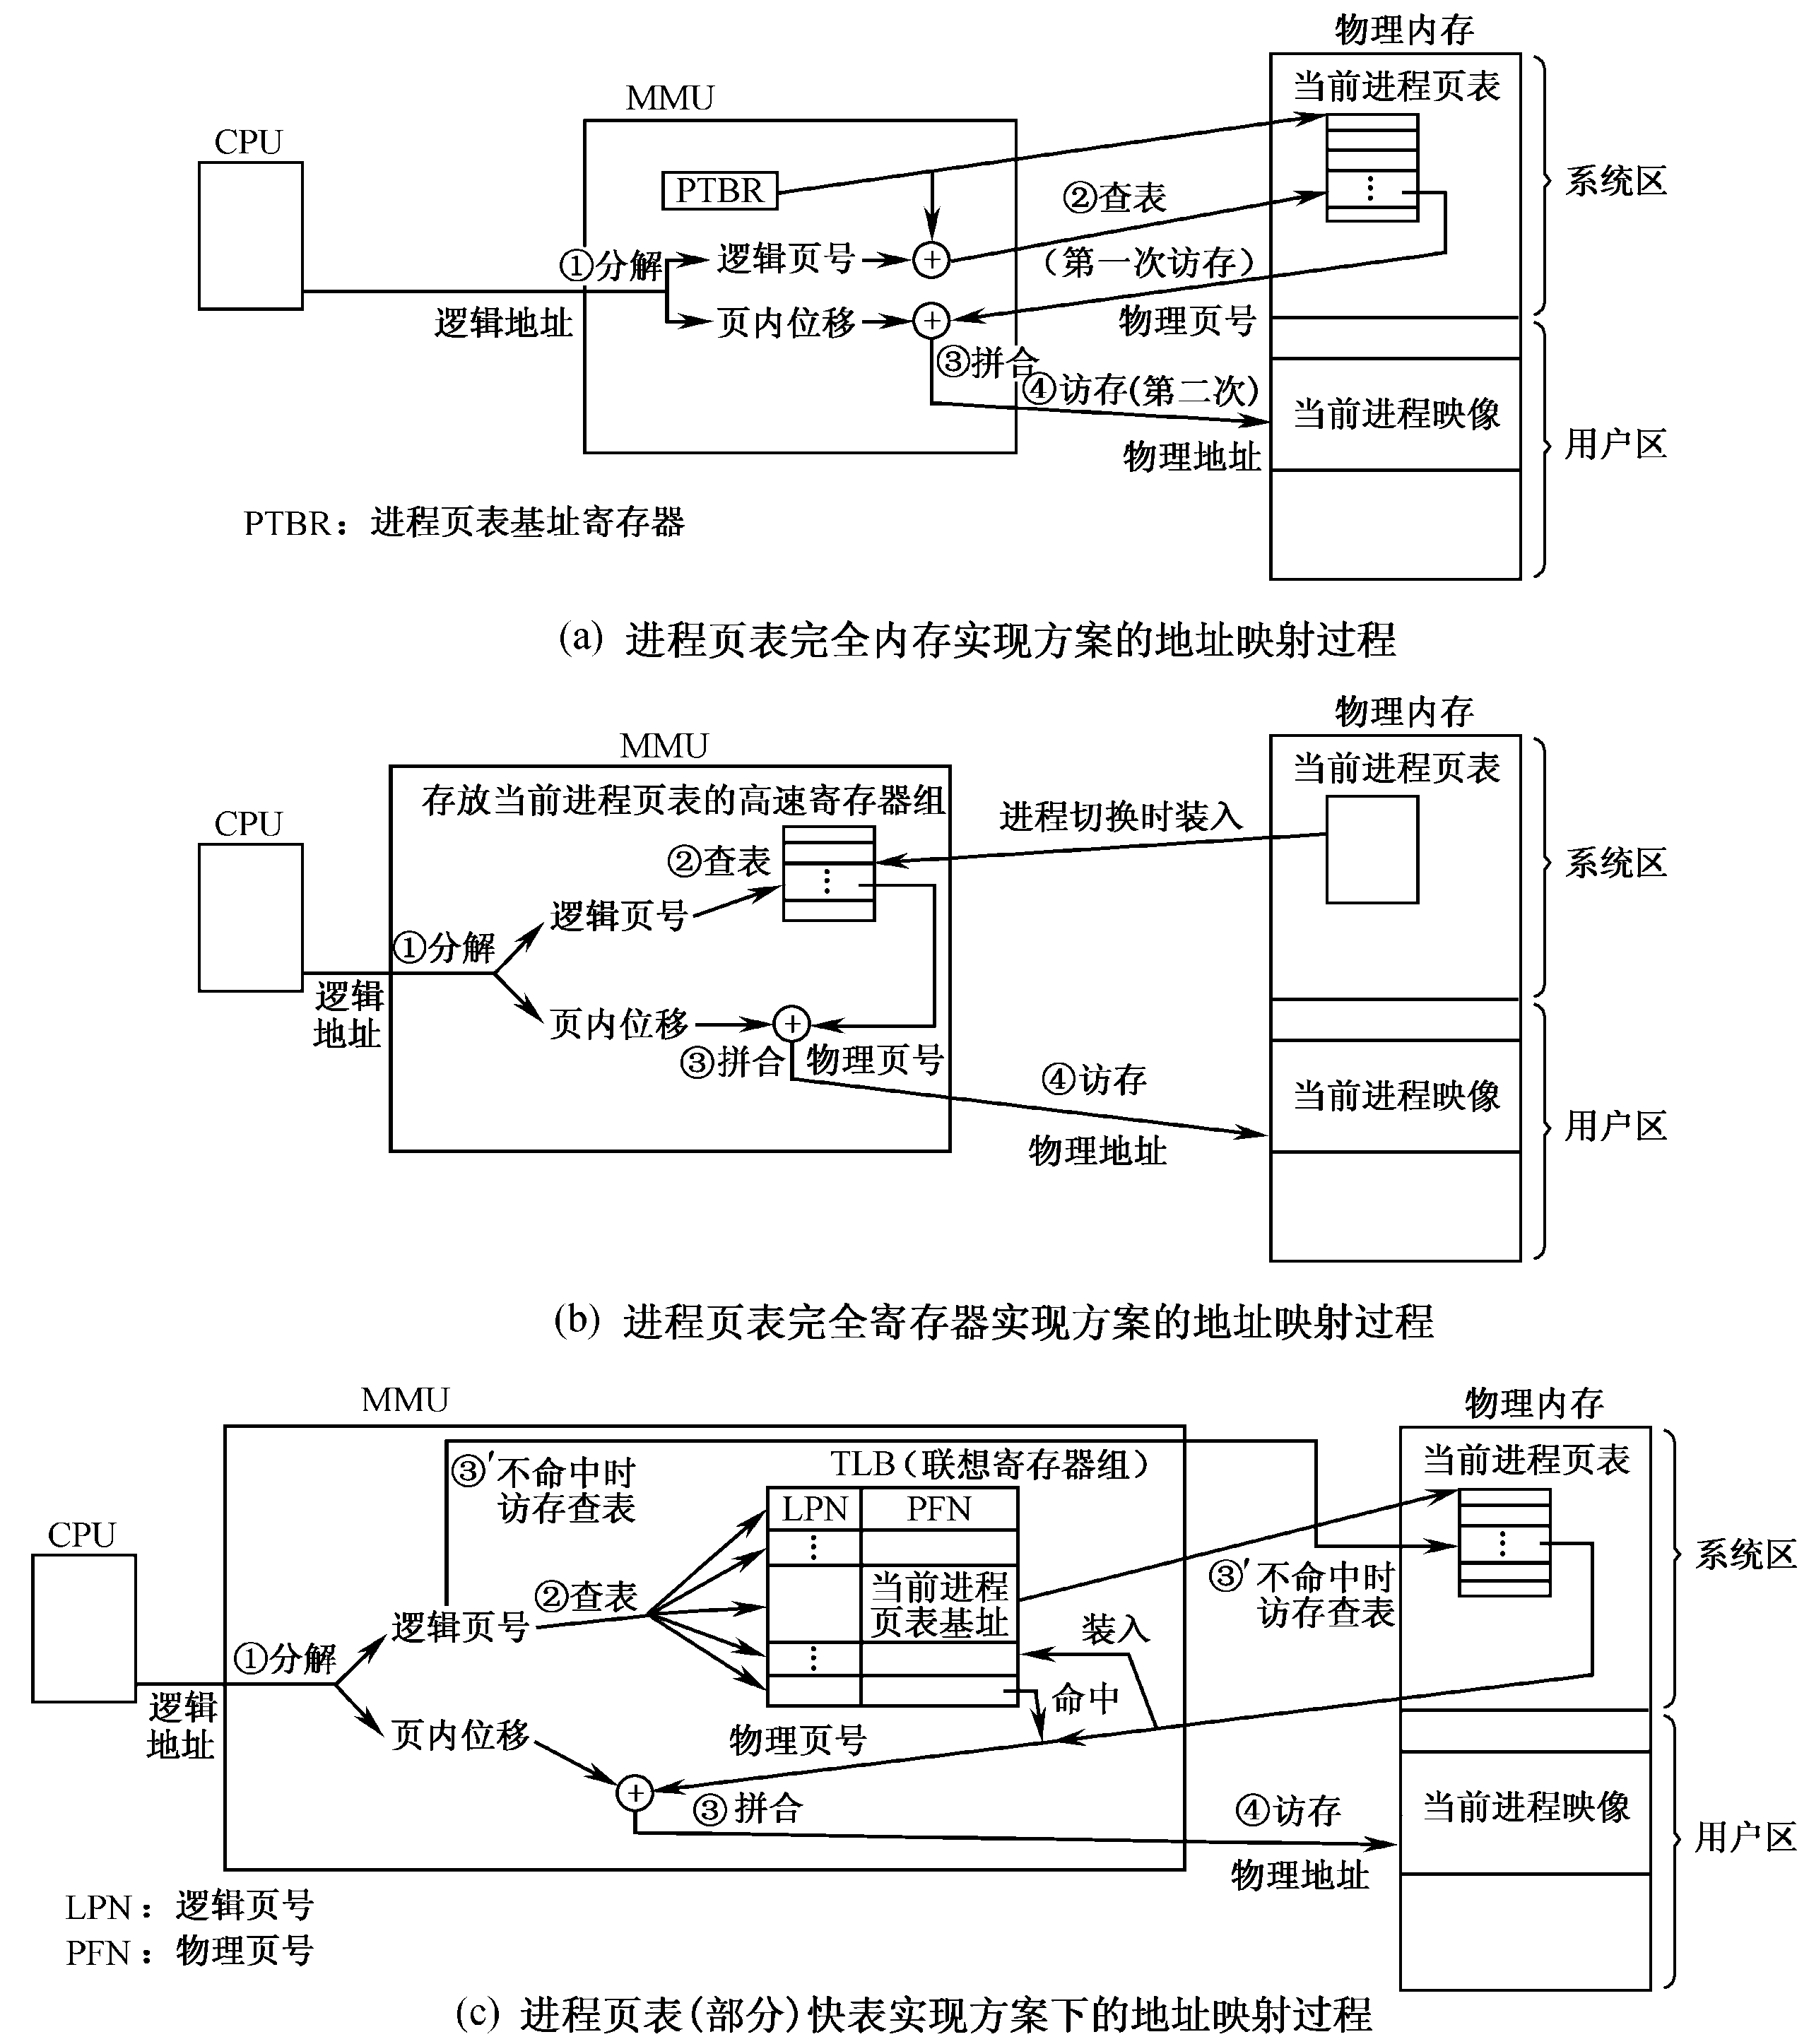 物理内存
当前进程页表
MMU
CPU
PTBR
②查表
系统区
①分解
逻辑页号
(第一次访存)
逻辑地址
页内位移
物理页号
③拼合
④访存(第二次)
当前进程映像
物理地址
用户区
PTBR：进程页表基址寄存器
(a) 进程页表完全内存实现方案的地址映射过程
物理内存
MMU
当前进程页表
存放当前进程页表的高速寄存器组
进程切换时装入
CPU
②查表
系统区
逻辑页号
①分解
逻辑
地址
页内位移
③拼合
物理页号
④访存
当前进程映像
用户区
物理地址
(b) 进程页表完全寄存器实现方案的地址映射过程
MMU
物理内存
③′不命中时
访存查表
TLB(联想寄存器组)
当前进程页表
LPN
PFN
⋮
CPU
系统区
②查表
当前进程
页表基址
③′不命中时
访存查表
逻辑页号
装入
①分解
⋮
逻辑
地址
命中
页内位移
物理页号
③拼合
④访存
当前进程映像
用户区
物理地址
LPN：逻辑页号
PFN：物理页号
(c) 进程页表(部分)快表实现方案下的地址映射过程